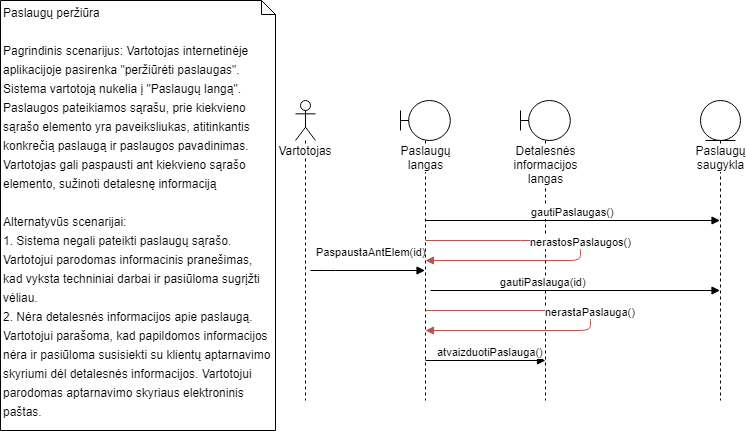 Paslaugų peržiūra
Pagrindinis scenarijus: Vartotojas internetinėje
aplikacijoje pasirenka "peržiūrėti paslaugas".
Sistema vartotoją nukelia į "Paslaugų langą".
Paslaugos pateikiamos sąrašu, prie kiekvieno
sąrašo elemento yra paveiksliukas, atitinkantis
konkrečią paslaugą ir paslaugos pavadinimas.
Vartotojas gali paspausti ant kiekvieno sąrašo
elemento, sužinoti detalesnę informaciją
Alternatyvūs scenarijai:
1. Sistema negali pateikti paslaugų sąrašo.
Vartotojui parodomas informacinis pranešimas,
kad vyksta techniniai darbai ir pasiūloma sugrįžti
vėliau.
2. Nėra detalesnės informacijos apie paslaugą.
Vartotojui parašoma, kad papildomos informacijos
nėra ir pasiūloma susisiekti su klientų aptarnavimo
skyriumi dėl detalesnės informacijos. Vartotojui
parodomas aptarnavimo skyriaus elektroninis
paštas.
Vartotojas
Paslaugų
langas
Detalesnės
informacijos
langas
Paslaugų
saugykla
gautiPaslaugas()
nerastosPaslaugos()
PaspaustaAntElem(id)
gautiPaslauga(id)
nerastaPaslauga()
atvaizduotiPaslauga()